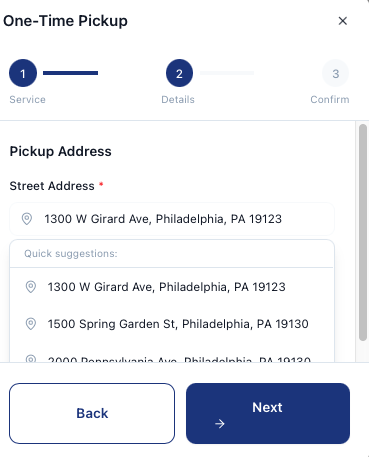 One-Time Pickup
1 2 3
Service Details Confirm
Pickup Address
Street Address *
1300 W Girard Ave, Philadelphia, PA 19123
Quick suggestions:
1300 W Girard Ave, Philadelphia, PA 19123
1500 Spring Garden St, Philadelphia, PA 19130
2000 Pennsylvania Ave, Philadelphia, PA 19130
Back Next